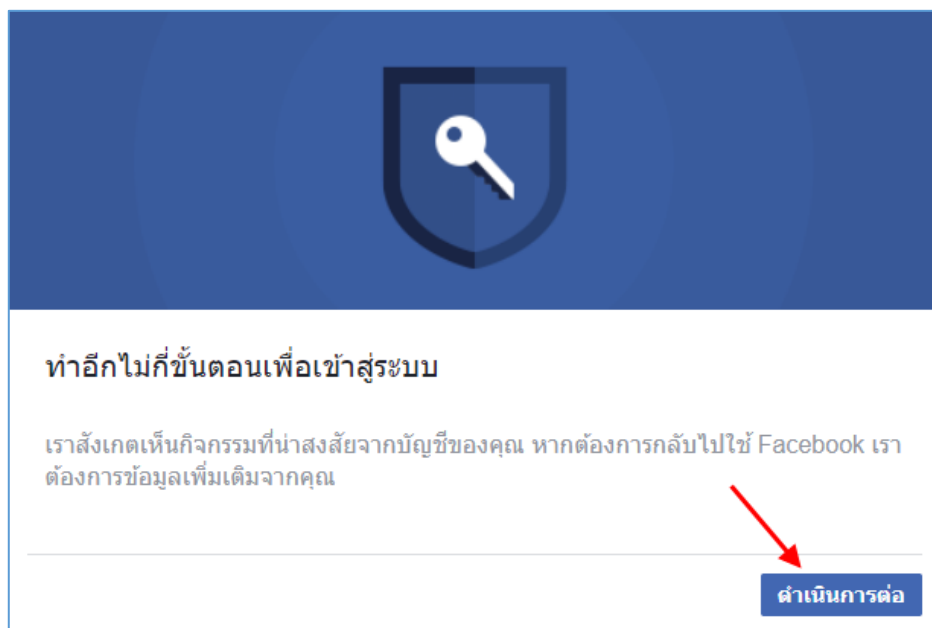 ทำอีกไม่กี่ขั้นตอนเพื่อเข้าสู่ระบบ
เราสังเกตเห็นกิจกรรมที่น่าสงสัยจากบัญชีของคุณ หากต้องการกลับไปใช้ Facebook เรา
ต้องการข้อมูลเพิ่มเติมจากคุณ
ดำเนินการต่อ